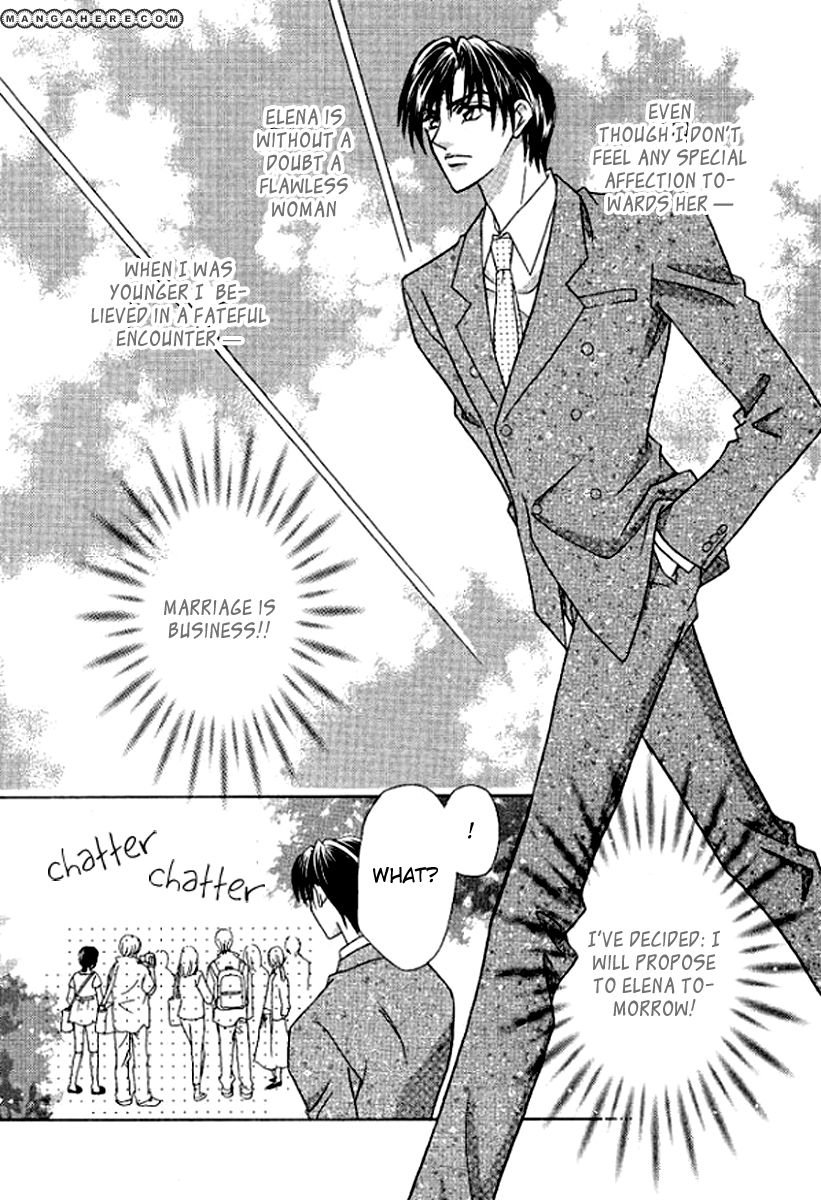 MANGAHERE.COM
EVEN
THOUGH I DON'T
FEEL ANY SPECIAL
AFFECTION TO-
WARDS HER —
ELENA IS
WITHOUT A
DOUBT A
FLAWLESS
WOMAN
WHEN I WAS
YOUNGER I BE-
LIEVED IN A FATEFUL
ENCOUNTER —
MARRIAGE IS
BUSINESS!!
I'VE DECIDED: I
WILL PROPOSE
TO ELENA TO-
MORROW!
!
WHAT?
chatter
chatter